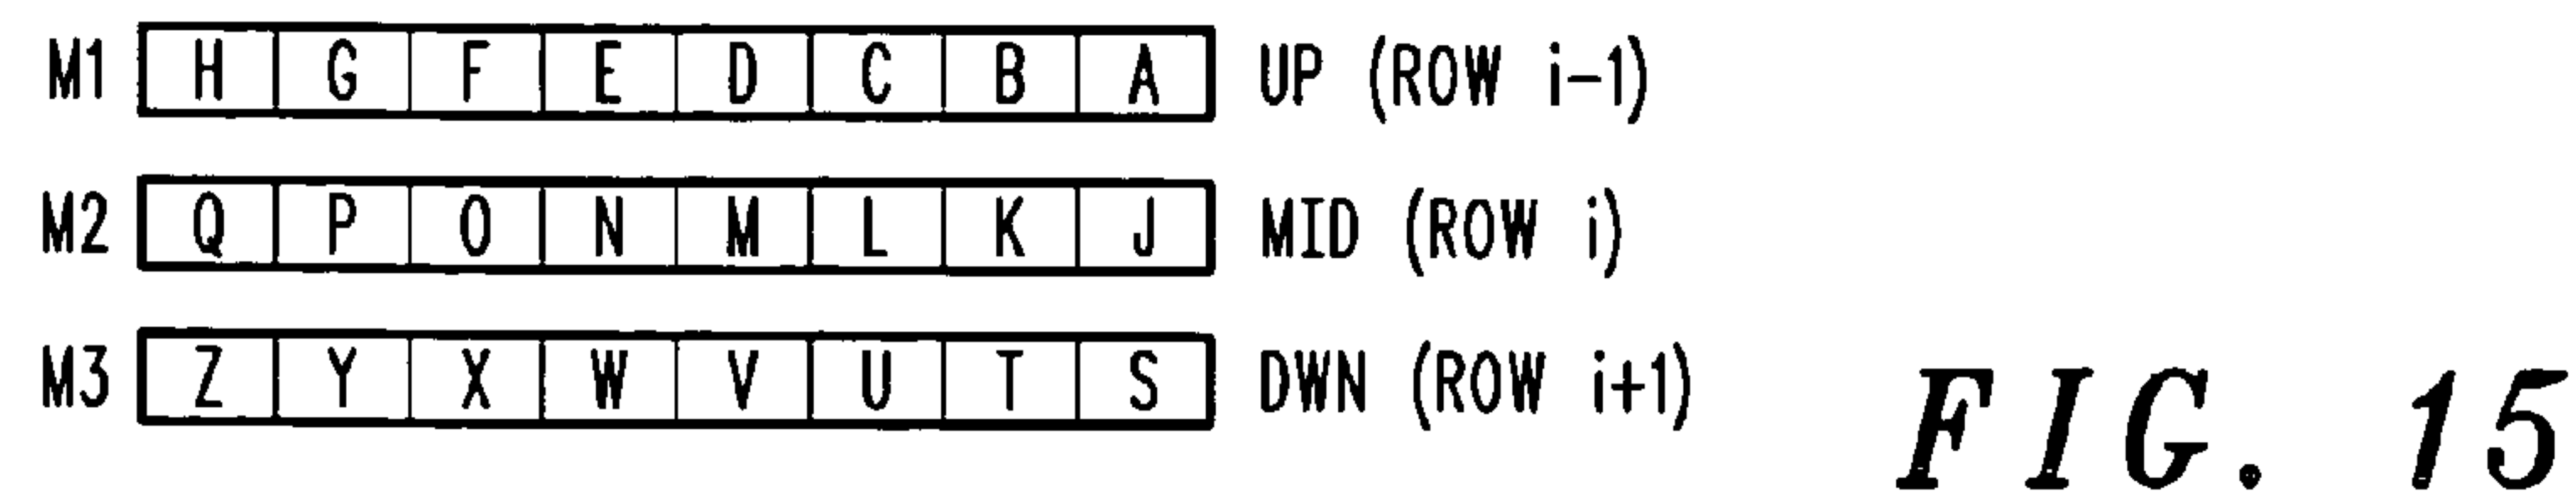 M1 H G F E D C B A UP (ROW i-1)
M2 Q P O N M L K J MID (ROW i)
M3 Z Y X W V U T S DWN (ROW i+1)
FIG. 15